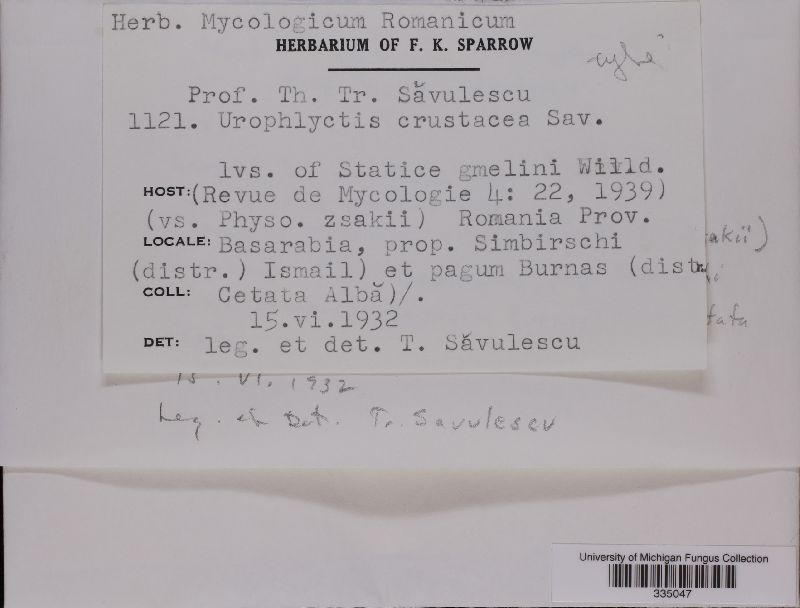 Herb. Mycologicum Romanicum
HERBARIUM OF F. K. SPARROW
Prof. Th. Tr. Săvulescu
1121. Urophlyctis crustacea Sav.
lvs. of Statice gmelini Willd.
HOST: (Revue de Mycologie 4: 22, 1939)
(vs. Physo. zsakii) Romania Prov.
LOCALE: Basarabia, prop. Simbirschi
akii)
(distr.) Ismail) et pagum Burnas (distr.
COLL: Cetata Albă)/.
tata
15.vi.1932
DET: leg. et det. T. Săvulescu
15. VI. 1932
Leg. et Det. Tr. Savulescu
University of Michigan Fungus Collection
335047